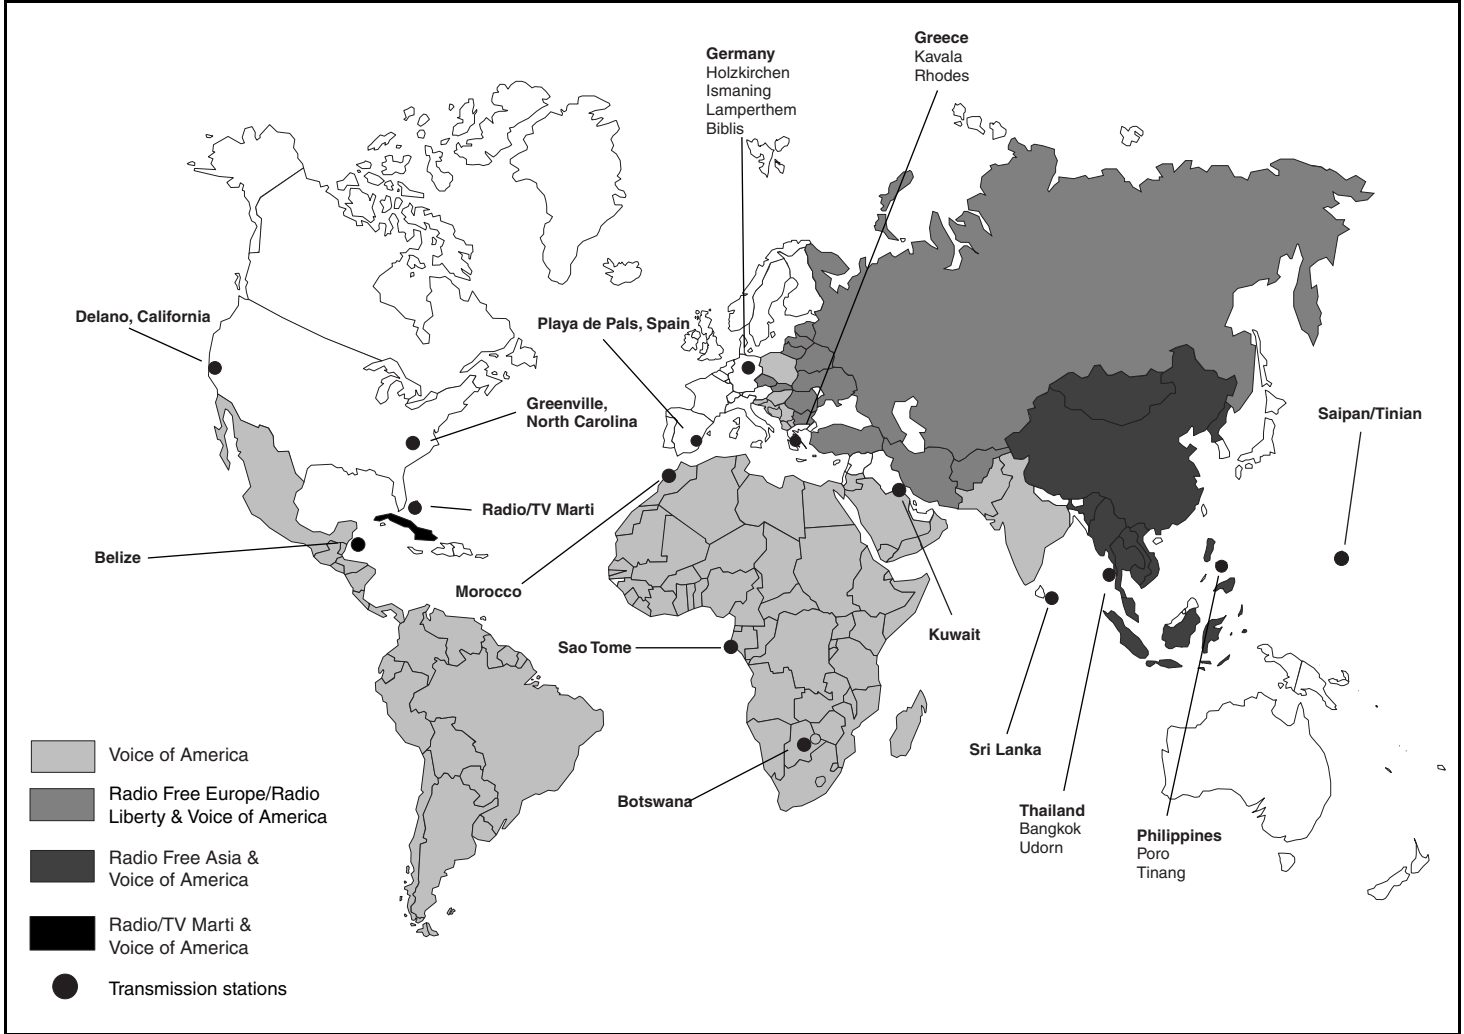 Greece
Kavala
Rhodes
Germany
Holzkirchen
Ismaning
Lamperthem
Biblis
Delano, California
Playa de Pals, Spain
Greenville,
North Carolina
Saipan/Tinian
Radio/TV Marti
Belize
Morocco
Kuwait
Sao Tome
Sri Lanka
Botswana
Thailand
Bangkok
Udorn
Philippines
Poro
Tinang
Voice of America
Radio Free Europe/Radio
Liberty & Voice of America
Radio Free Asia &
Voice of America
Radio/TV Marti &
Voice of America
Transmission stations